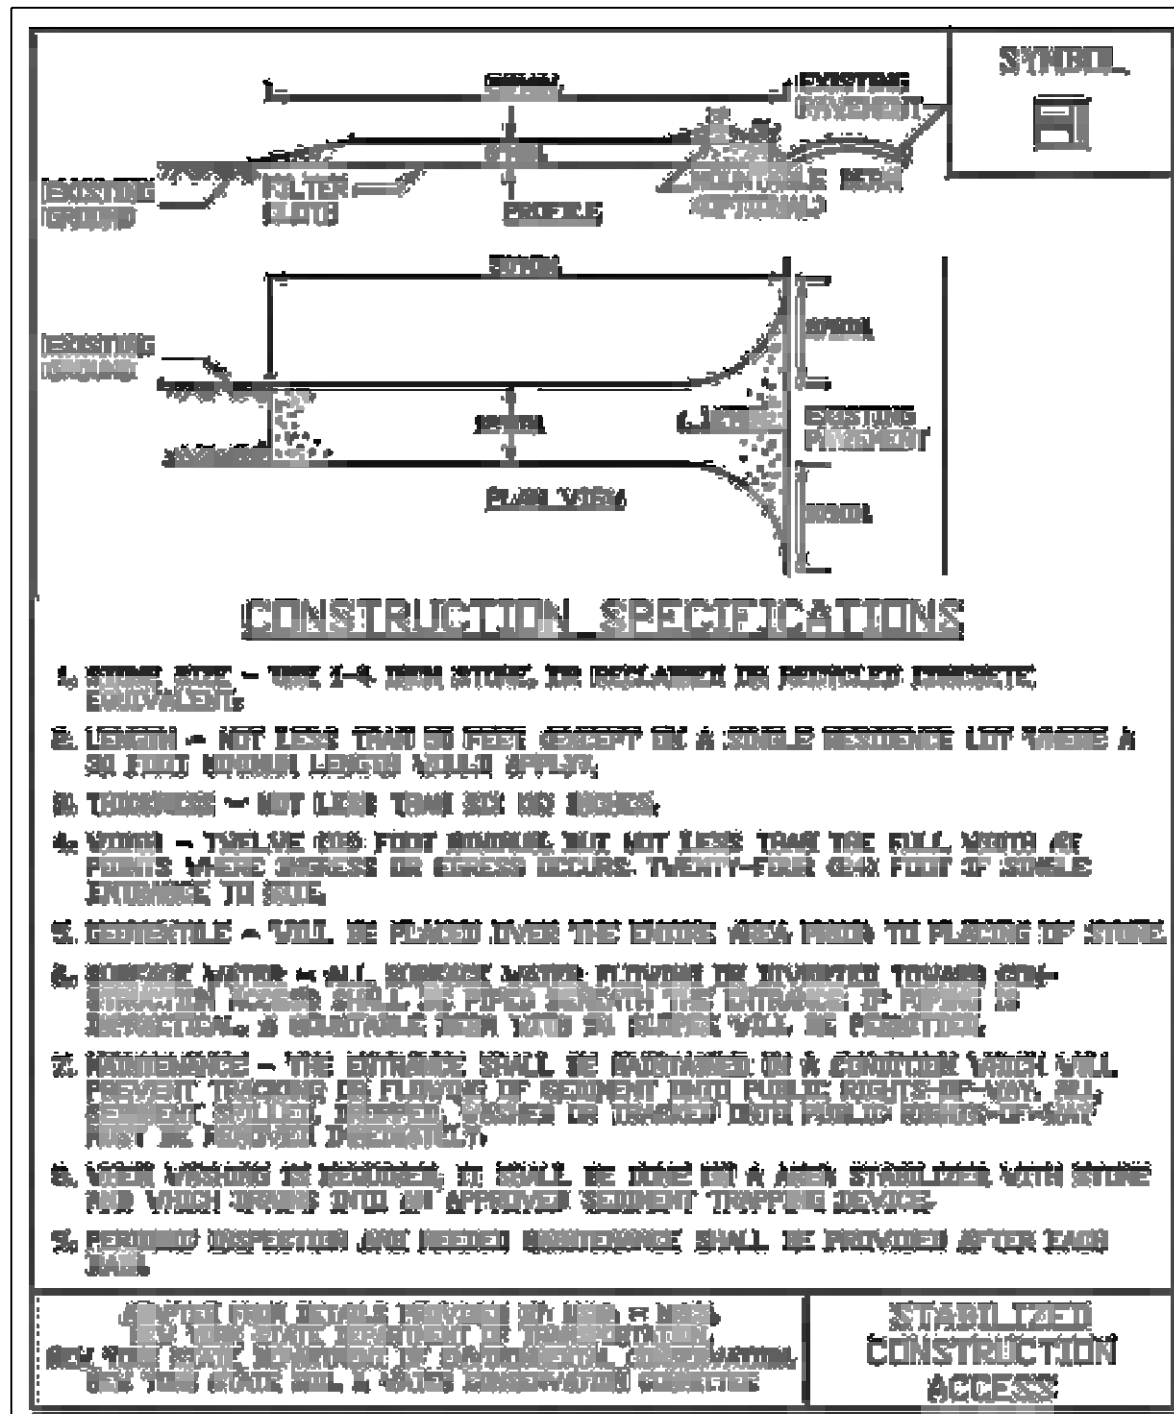 SYMBOL
EXISTING
PAVEMENT
EXISTING
GROUND
FILTER
CLOTH
PROFILE
MOUNTABLE BERM
(OPTIONAL)
EXISTING
GROUND
EXISTING
PAVEMENT
PLAN VIEW
CONSTRUCTION SPECIFICATIONS
1. STONE SIZE - USE 1-4 INCH STONE, OR RECLAIMED OR RECYCLED CONCRETE
EQUIVALENT.
2. LENGTH - NOT LESS THAN 50 FEET (EXCEPT ON A SINGLE RESIDENCE LOT WHERE A
30 FOOT MINIMUM LENGTH WOULD APPLY).
3. THICKNESS - NOT LESS THAN SIX (6) INCHES.
4. WIDTH - TWELVE (12) FOOT MINIMUM, BUT NOT LESS THAN THE FULL WIDTH AT
POINTS WHERE INGRESS OR EGRESS OCCURS. TWENTY-FOUR (24) FOOT IF SINGLE
ENTRANCE TO SITE.
5. GEOTEXTILE - WILL BE PLACED OVER THE ENTIRE AREA PRIOR TO PLACING OF STONE.
6. SURFACE WATER - ALL SURFACE WATER FLOWING OR DIVERTED TOWARD CON-
STRUCTION ACCESS SHALL BE PIPED BENEATH THE ENTRANCE. IF PIPING IS
IMPRACTICAL, A MOUNTABLE BERM WITH SLOPES WILL BE PERMITTED.
7. MAINTENANCE - THE ENTRANCE SHALL BE MAINTAINED IN A CONDITION WHICH WILL
PREVENT TRACKING OR FLOWING OF SEDIMENT ONTO PUBLIC RIGHTS-OF-WAY. ALL
SEDIMENT SPILLED, DROPPED, WASHED OR TRACKED ONTO PUBLIC RIGHTS-OF-WAY
MUST BE REMOVED IMMEDIATELY.
8. WHEN WASHING IS REQUIRED, IT SHALL BE DONE ON A AREA STABILIZED WITH STONE
AND WHICH DRAINS INTO AN APPROVED SEDIMENT TRAPPING DEVICE.
9. PERIODIC INSPECTION AND NEEDED MAINTENANCE SHALL BE PROVIDED AFTER EACH
RAIN.
ADAPTED FROM DETAILS PROVIDED BY: USDA - NRCS,
NEW YORK STATE DEPARTMENT OF TRANSPORTATION,
NEW YORK STATE DEPARTMENT OF ENVIRONMENTAL CONSERVATION,
NEW YORK STATE SOIL & WATER CONSERVATION COMMITTEE
STABILIZED
CONSTRUCTION
ACCESS